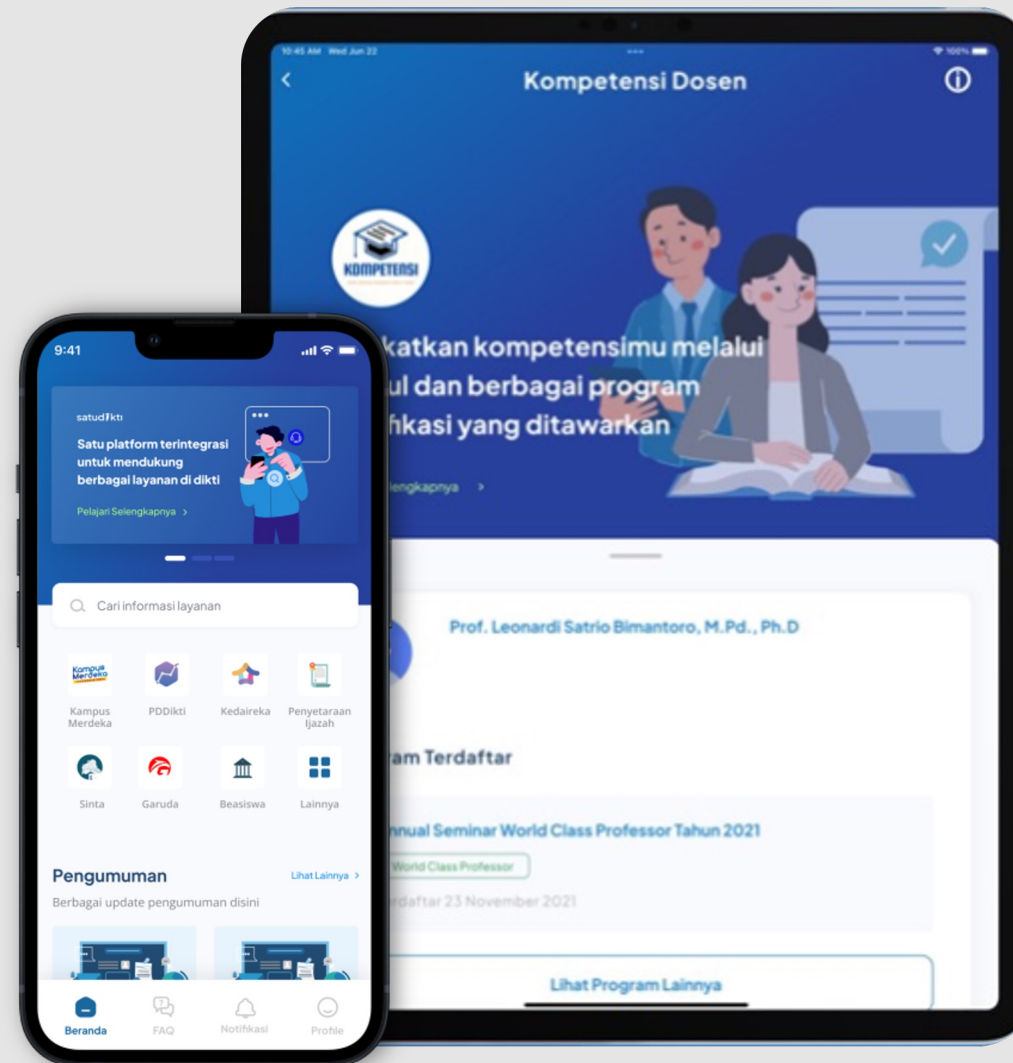 10:45 AM Wed Jun 22
100%
Kompetensi Dosen
KOMPETENSI
katkan kompetensimu melalui
ul dan berbagai program
fikasi yang ditawarkan
elengkapnya >
Prof. Leonardi Satrio Bimantoro, M.Pd., Ph.D
am Terdaftar
nnual Seminar World Class Professor Tahun 2021
World Class Professor
rdaftar 23 November 2021
Lihat Program Lainnya
9:41
satudikti
Satu platform terintegrasi
untuk mendukung
berbagai layanan di dikti
Pelajari Selengkapnya >
Cari informasi layanan
Kampus
Merdeka
Kampus Merdeka
PDDikti
Kedaireka
Penyetaraan Ijazah
Sinta
Garuda
Beasiswa
Lainnya
Pengumuman
Lihat Lainnya >
Berbagai update pengumuman disini
Beranda
FAQ
Notifikasi
Profile